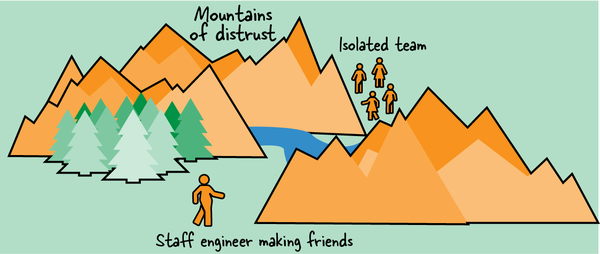 Mountains
of distrust
Isolated team
Staff engineer making friends